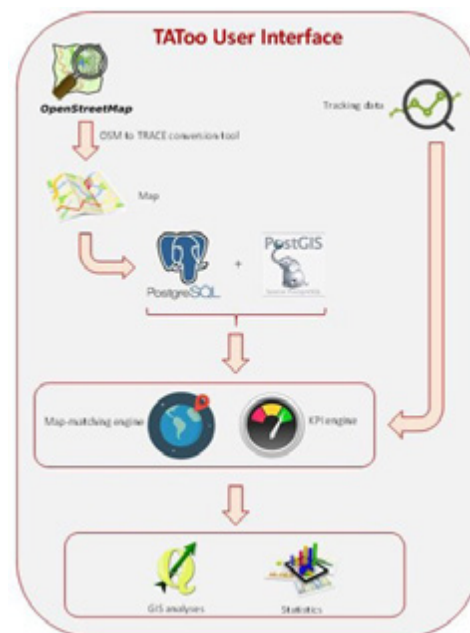 TAToo User Interface
OpenStreetMap
Tracking data
OSM to TRACE conversion tool
Map
PostgreSQL
+
PostGIS
Map-matching engine
KPI engine
GIS analyses
Statistics